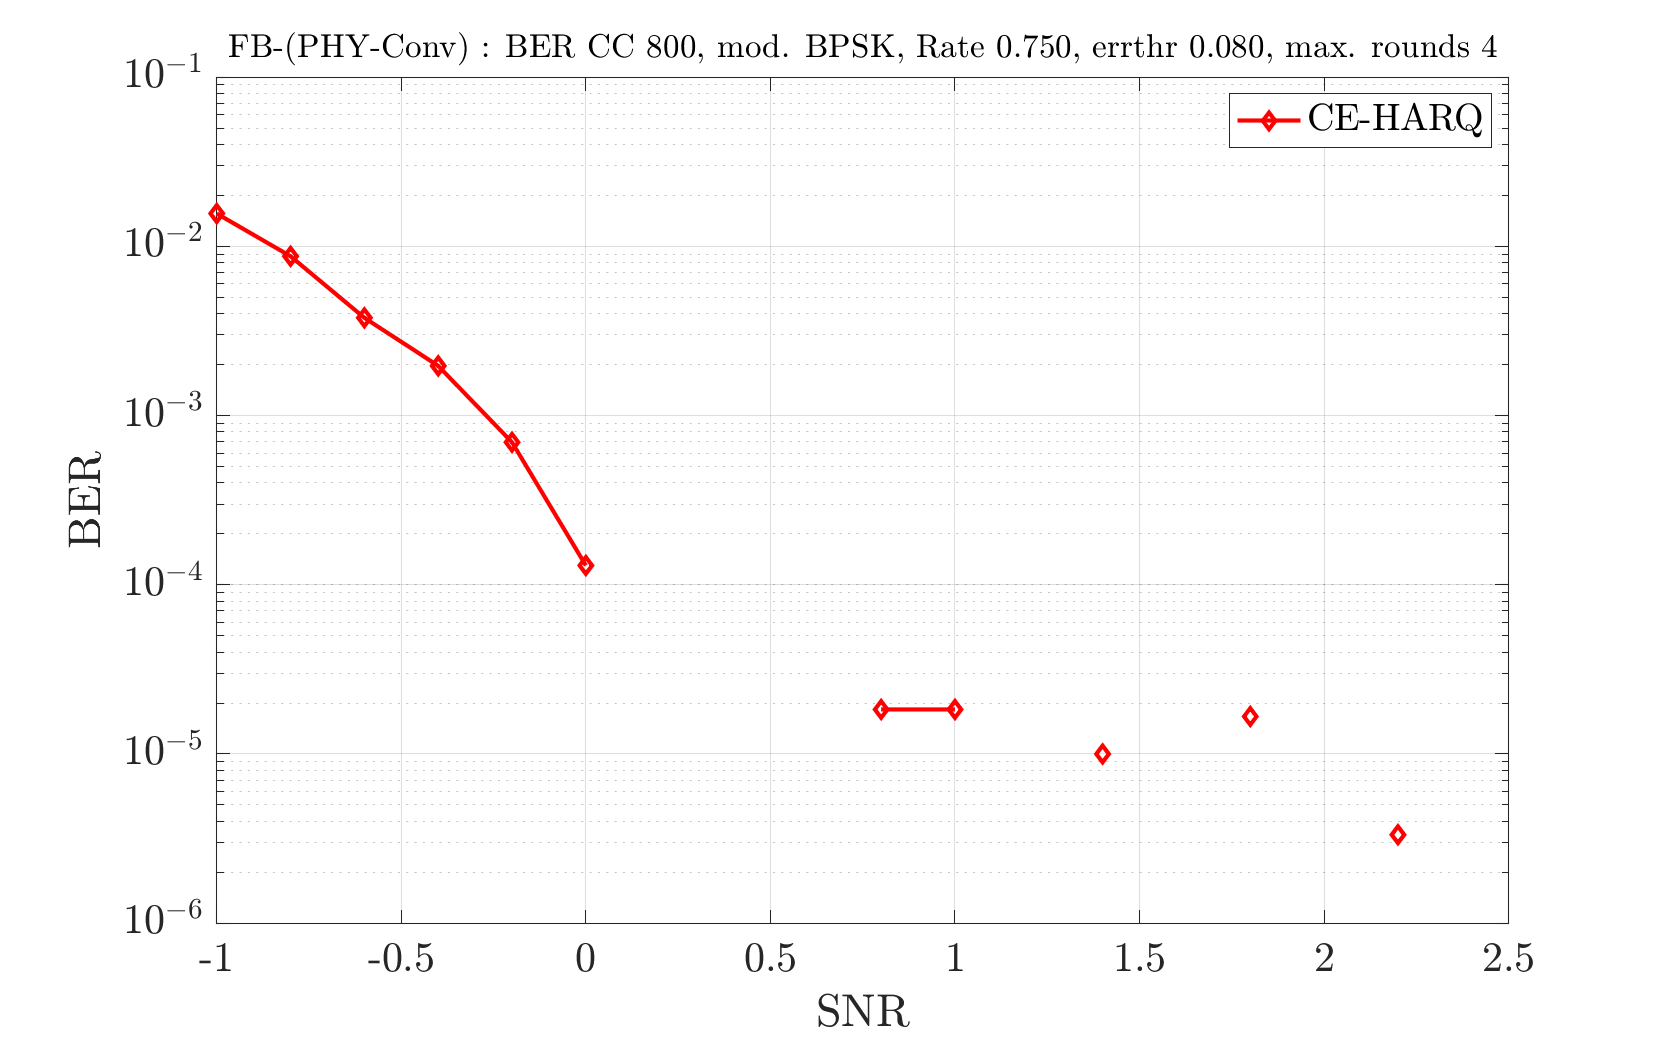 FB-(PHY-Conv) : BER CC 800, mod. BPSK, Rate 0.750, errthr 0.080, max. rounds 4
CE-HARQ
10⁻¹
10⁻²
10⁻³
10⁻⁴
10⁻⁵
10⁻⁶
BER
-1 -0.5 0 0.5 1 1.5 2 2.5
SNR